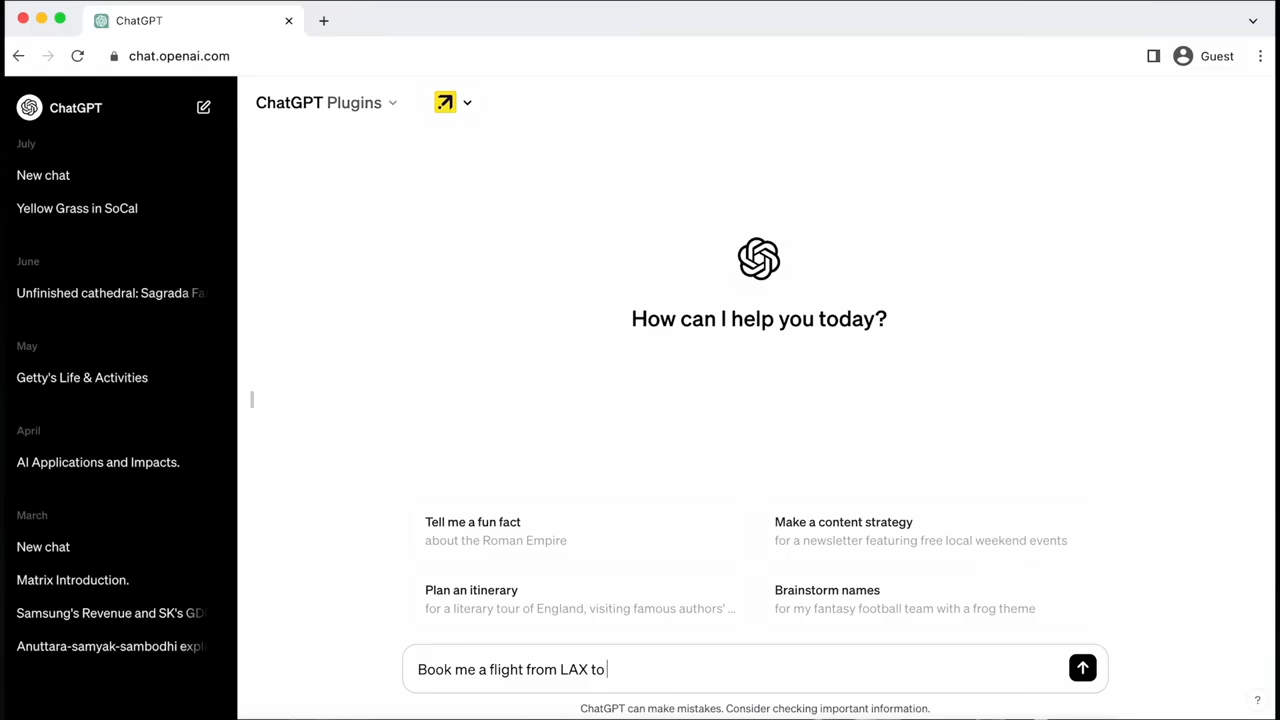 ChatGPT
chat.openai.com
Guest
ChatGPT
July
New chat
Yellow Grass in SoCal
June
Unfinished cathedral: Sagrada Fa
May
Getty's Life & Activities
April
AI Applications and Impacts.
March
New chat
Matrix Introduction.
Samsung's Revenue and SK's GD
Anuttara-samyak-sambodhi expl
ChatGPT Plugins
How can I help you today?
Tell me a fun fact
about the Roman Empire
Make a content strategy
for a newsletter featuring free local weekend events
Plan an itinerary
for a literary tour of England, visiting famous authors' ...
Brainstorm names
for my fantasy football team with a frog theme
Book me a flight from LAX to
ChatGPT can make mistakes. Consider checking important information.
?